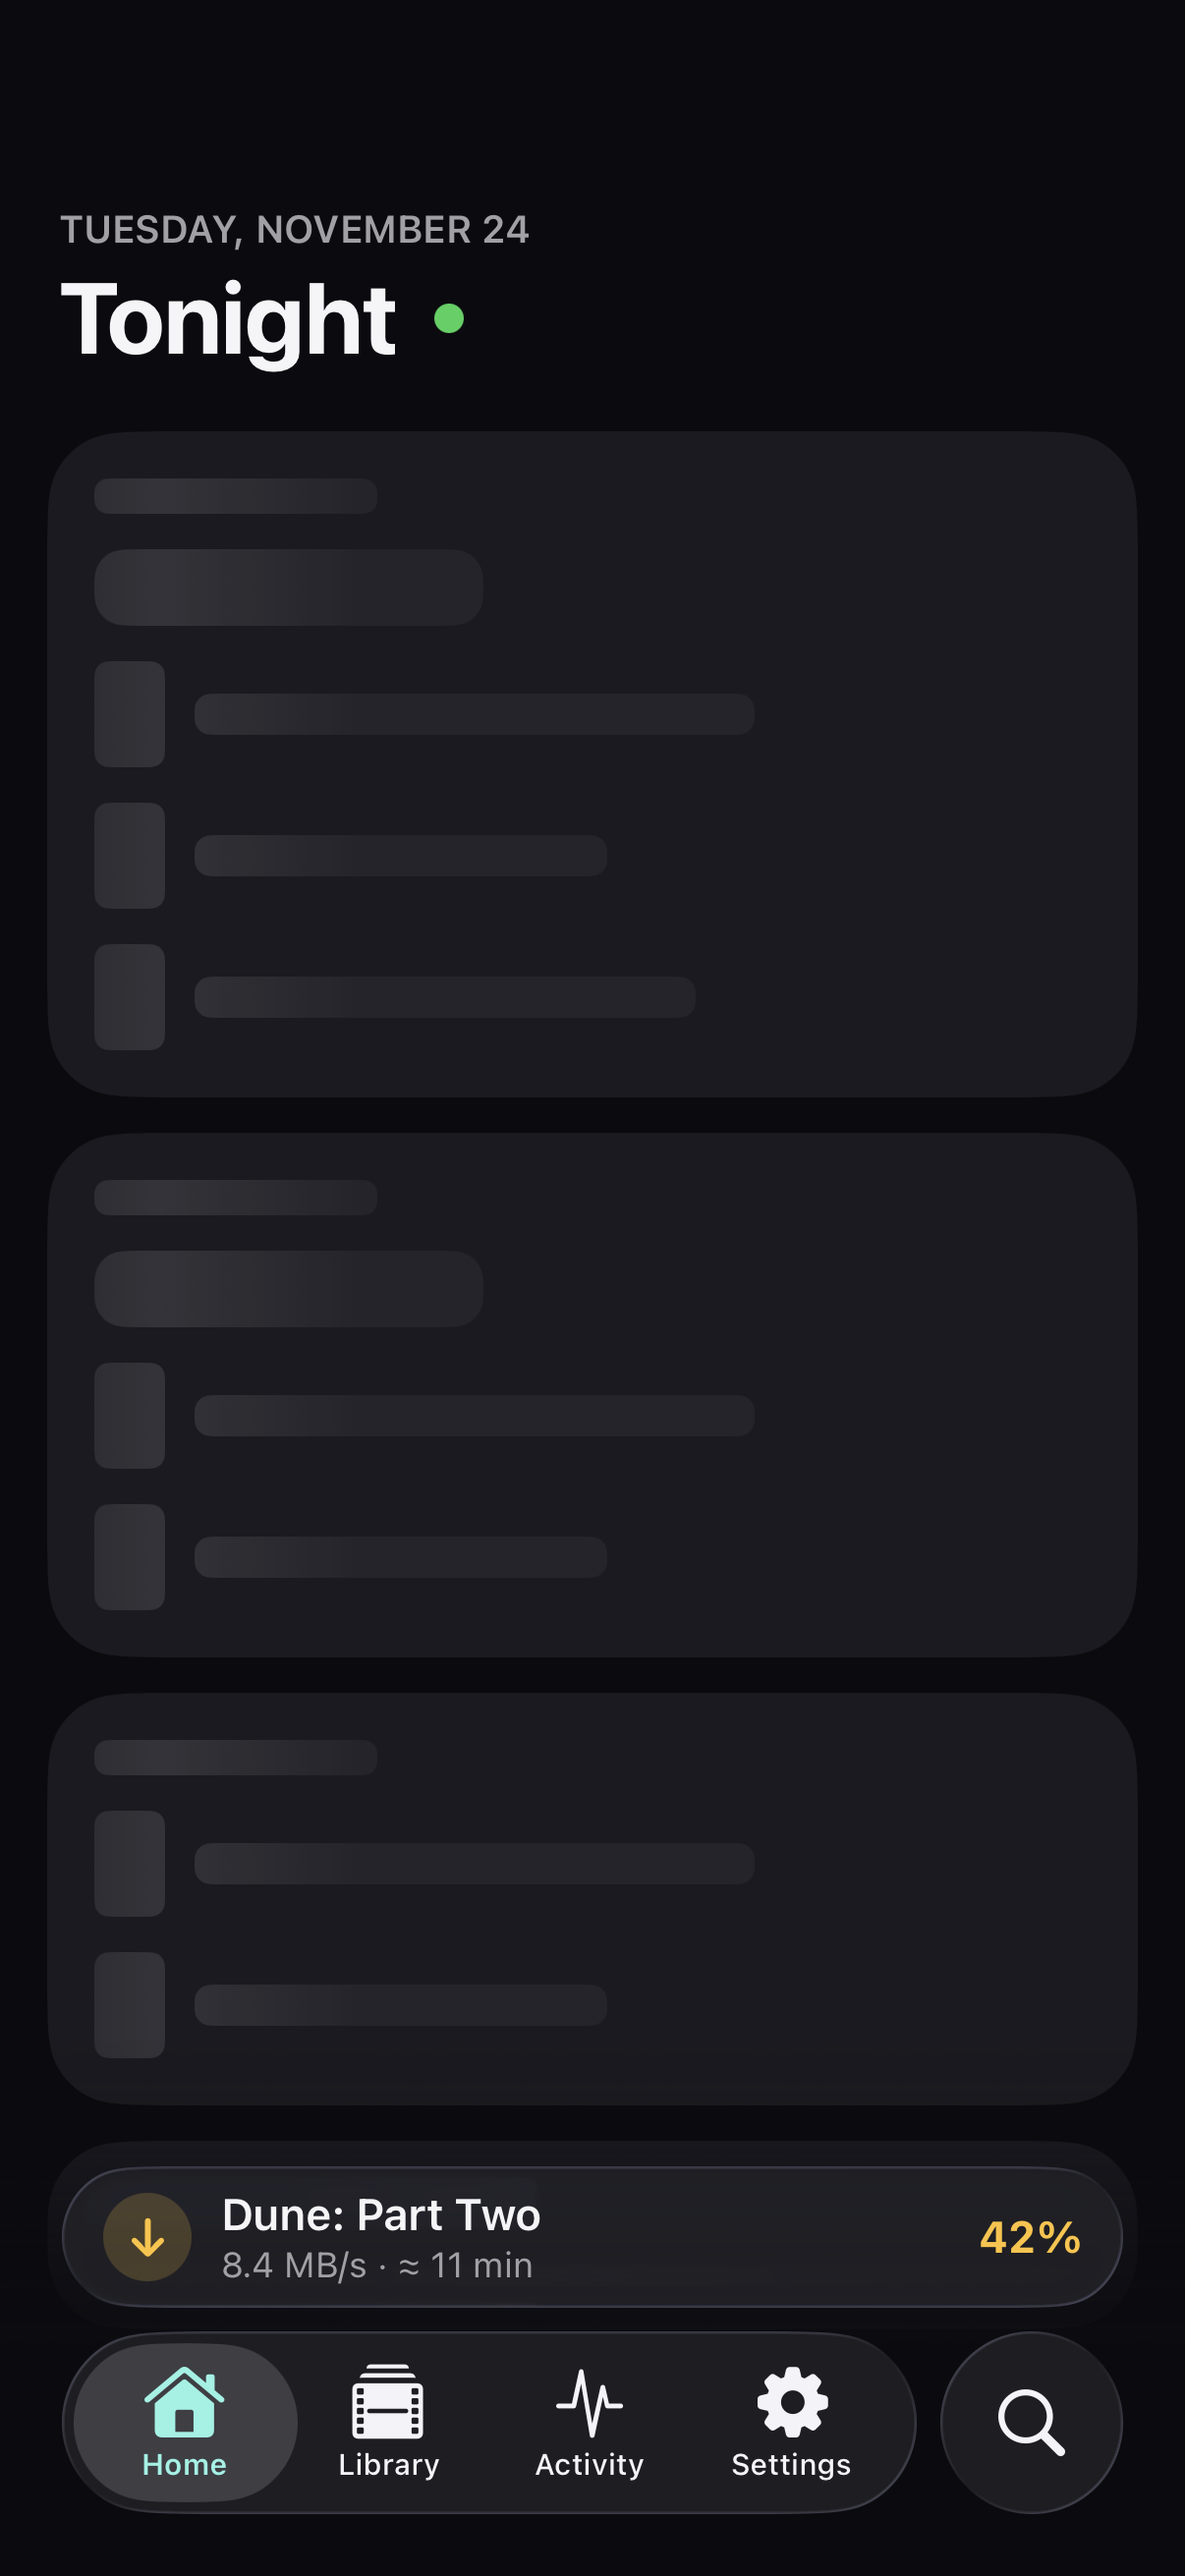 TUESDAY, NOVEMBER 24
Tonight
Dune: Part Two
8.4 MB/s · ≈ 11 min
42%
Home
Library
Activity
Settings